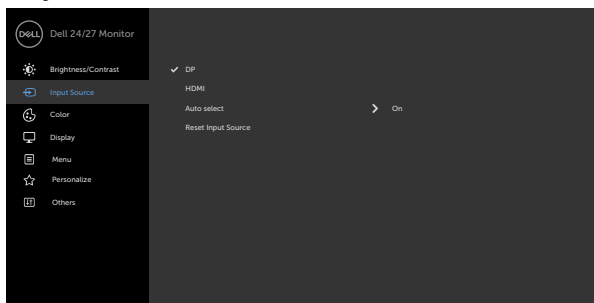 DELL Dell 24/27 Monitor
Brightness/Contrast
Input Source
Color
Display
Menu
Personalize
Others
DP
HDMI
Auto select On
Reset Input Source